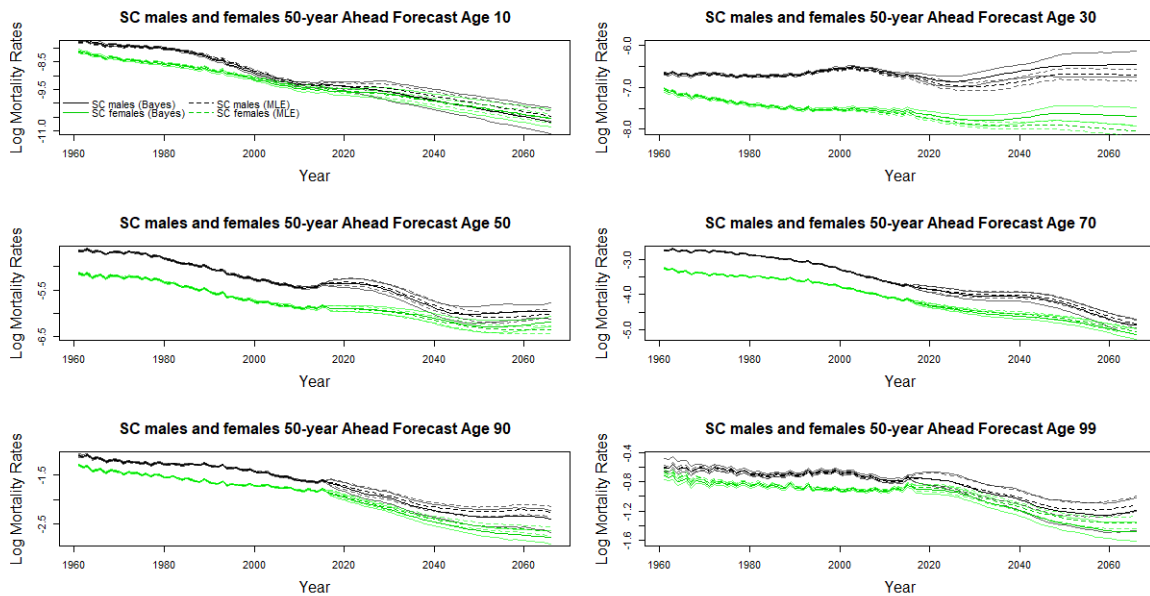 SC males and females 50-year Ahead Forecast Age 10
Log Mortality Rates
-8.5
-9.5
-11.0
SC males (Bayes)
SC males (MLE)
SC females (Bayes)
SC females (MLE)
1960 1980 2000 2020 2040 2060
Year
SC males and females 50-year Ahead Forecast Age 30
Log Mortality Rates
-6.0
-7.0
-8.0
1960 1980 2000 2020 2040 2060
Year
SC males and females 50-year Ahead Forecast Age 50
Log Mortality Rates
-5.5
-6.5
1960 1980 2000 2020 2040 2060
Year
SC males and females 50-year Ahead Forecast Age 70
Log Mortality Rates
-3.0
-4.0
-5.0
1960 1980 2000 2020 2040 2060
Year
SC males and females 50-year Ahead Forecast Age 90
Log Mortality Rates
-1.5
-2.5
1960 1980 2000 2020 2040 2060
Year
SC males and females 50-year Ahead Forecast Age 99
Log Mortality Rates
-0.4
-0.8
-1.2
-1.6
1960 1980 2000 2020 2040 2060
Year